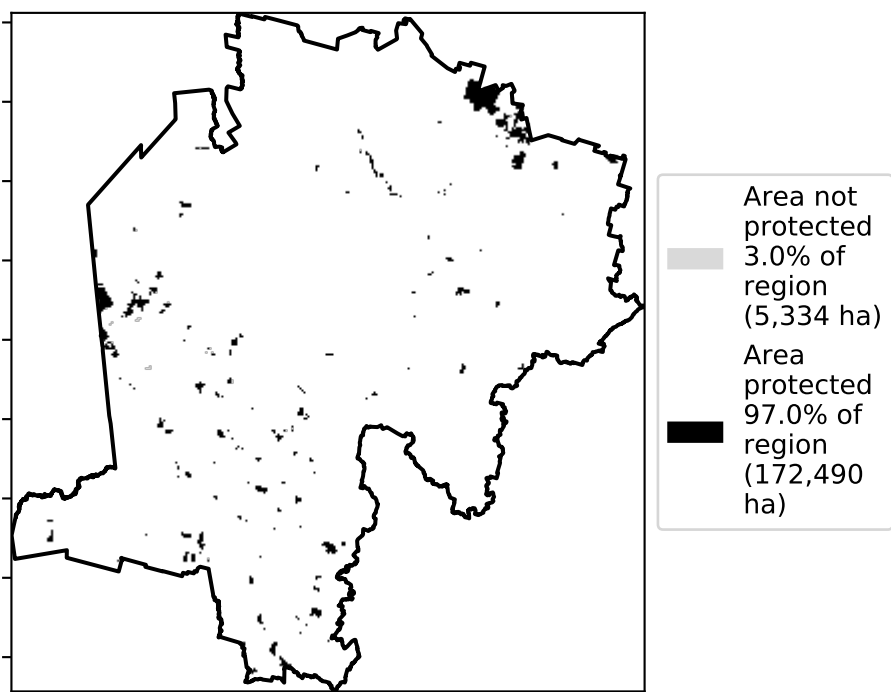 Area not
protected
3.0% of
region
(5,334 ha)
Area
protected
97.0% of
region
(172,490
ha)